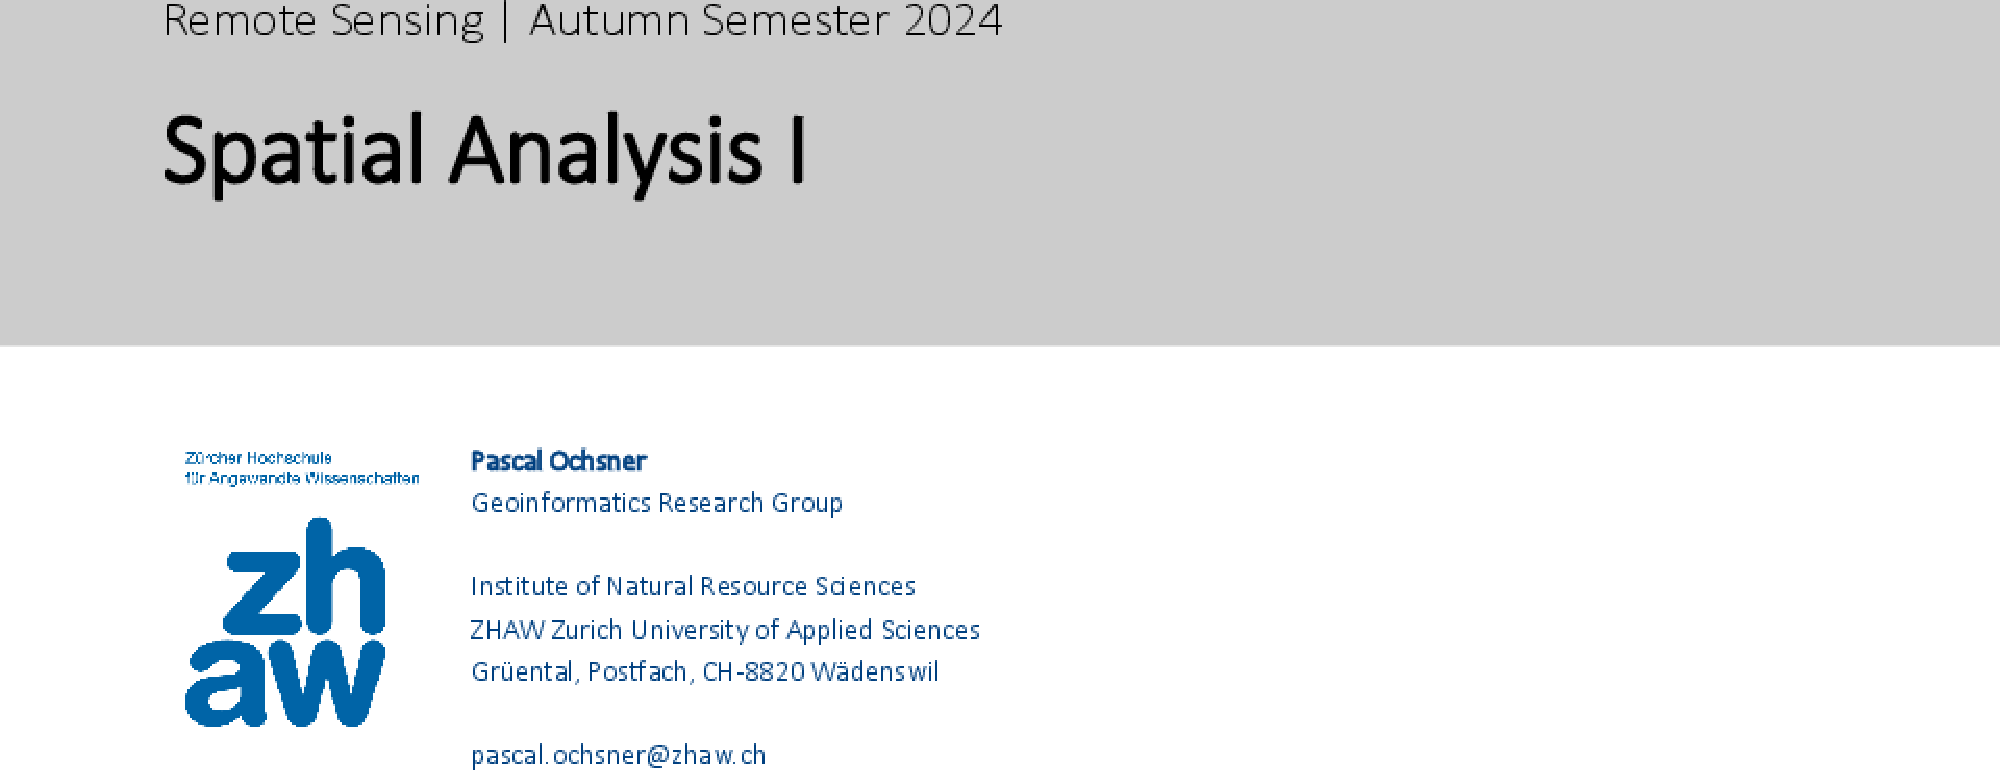 Remote Sensing | Autumn Semester 2024
Spatial Analysis I
Zürcher Hochschule
für Angewandte Wissenschaften
zh
aw
Pascal Ochsner
Geoinformatics Research Group
Institute of Natural Resource Sciences
ZHAW Zurich University of Applied Sciences
Grüental, Postfach, CH-8820 Wädenswil
pascal.ochsner@zhaw.ch